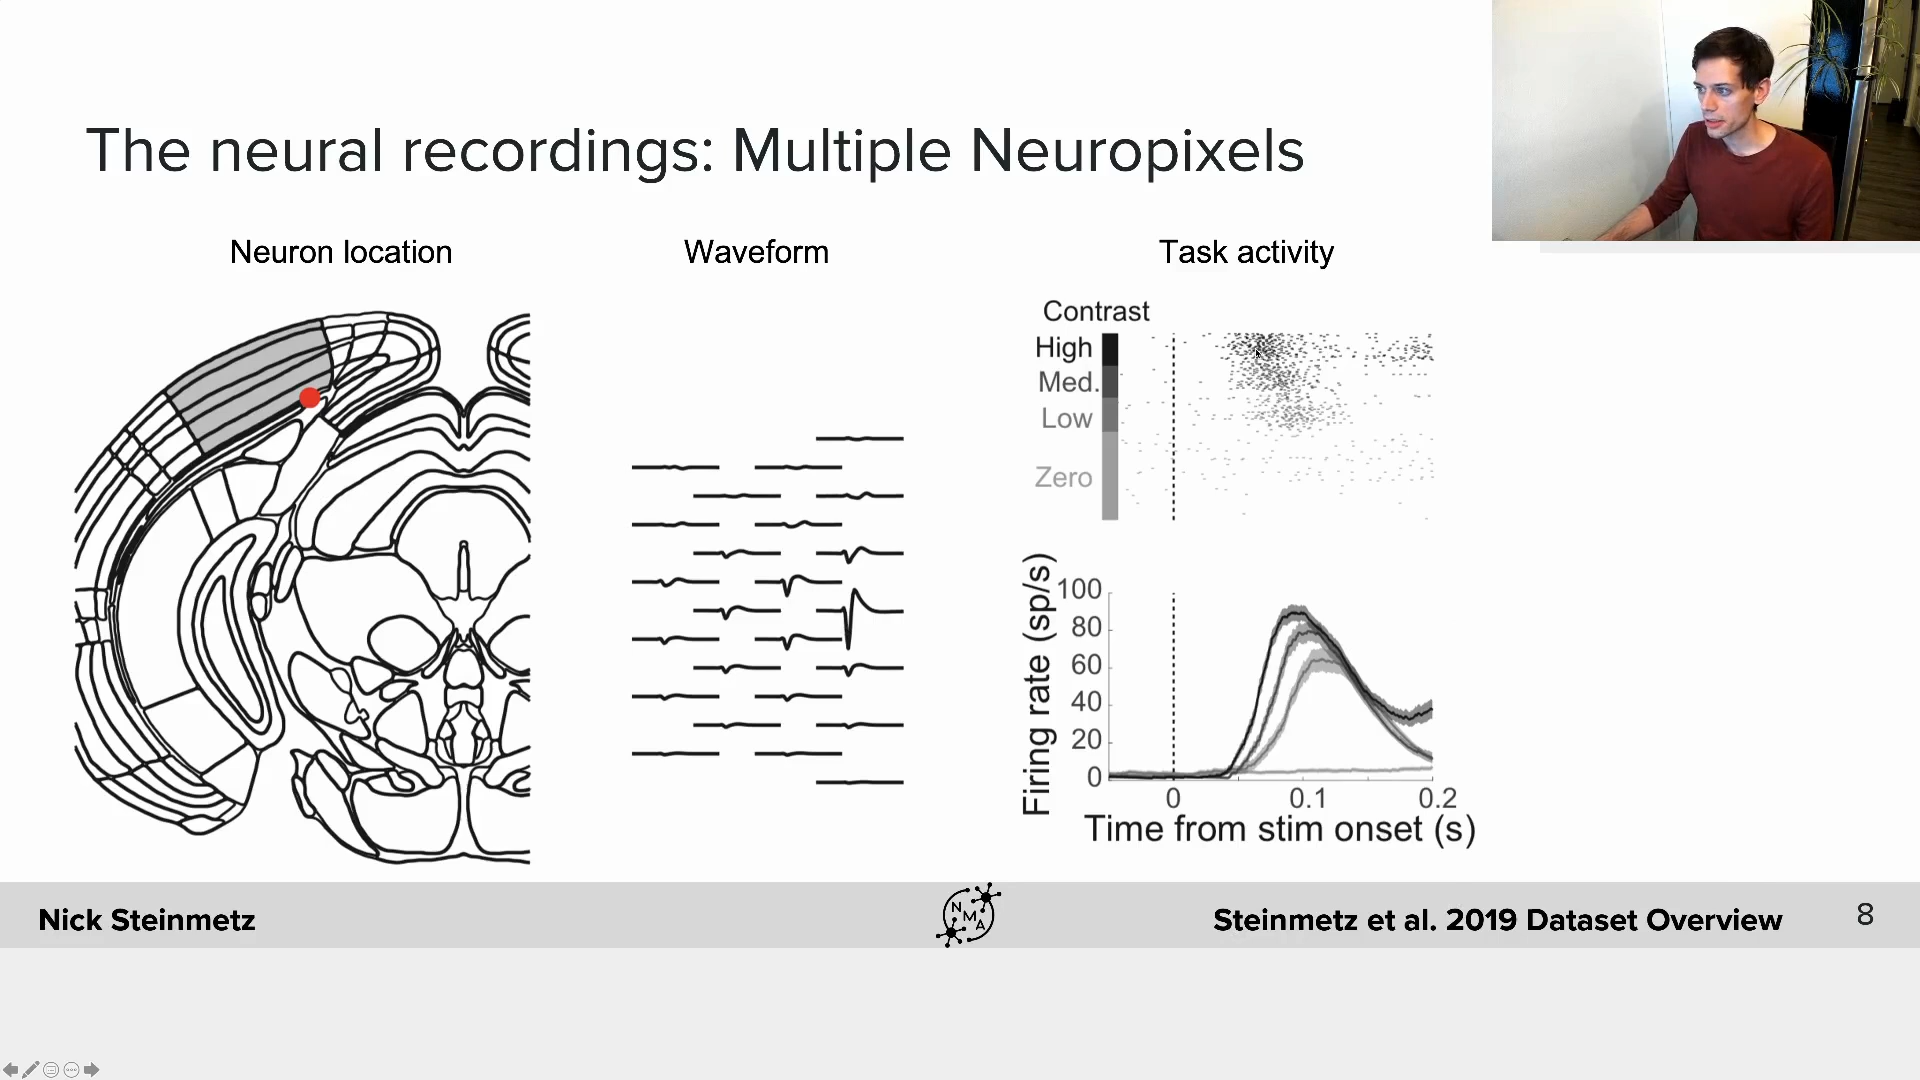 The neural recordings: Multiple Neuropixels
Neuron location
Waveform
Task activity
Contrast
High
Med.
Low
Zero
Firing rate (sp/s)
100
80
60
40
20
0
0 0.1 0.2
Time from stim onset (s)
Nick Steinmetz
N
M
A
Steinmetz et al. 2019 Dataset Overview
8